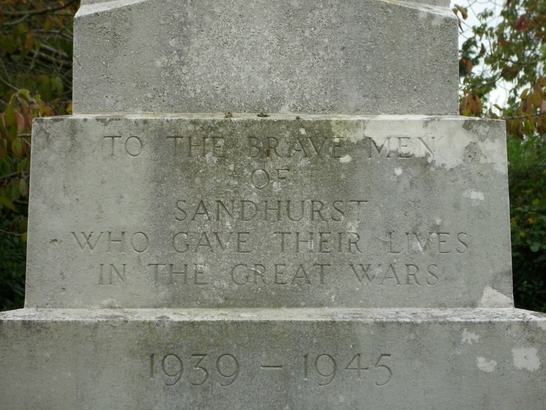 TO THE BRAVE MEN
OF
SANDHURST
WHO GAVE THEIR LIVES
IN THE GREAT WARS
1939 – 1945